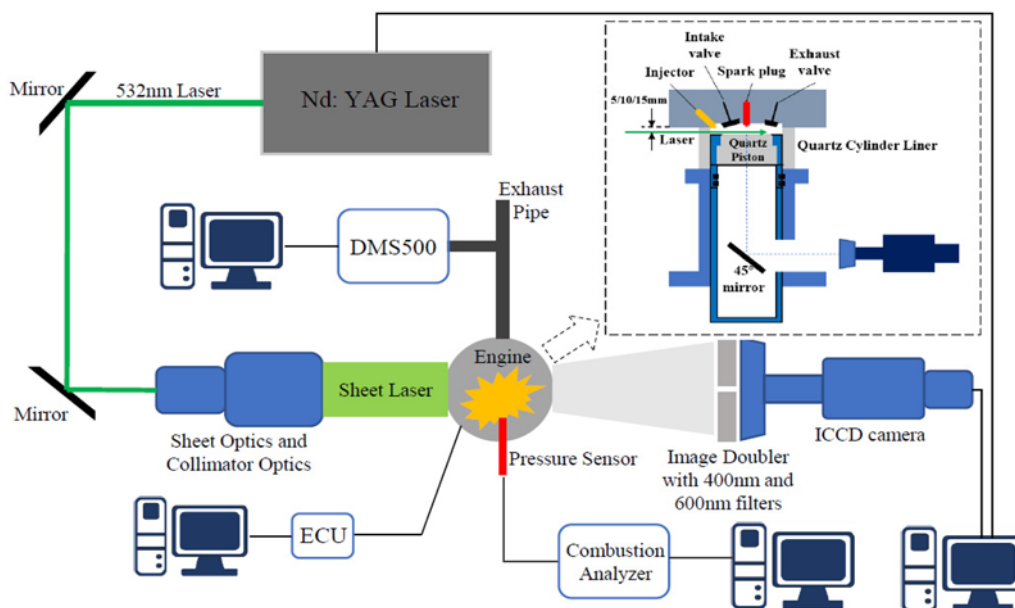 Mirror
532nm Laser
Nd: YAG Laser
Intake
valve
Injector
Spark plug
Exhaust
valve
5/10/15mm
Laser
Quartz
Piston
Quartz Cylinder Liner
45°
mirror
Exhaust
Pipe
DMS500
Engine
Sheet Laser
Mirror
Sheet Optics and
Collimator Optics
Pressure Sensor
ICCD camera
Image Doubler
with 400nm and
600nm filters
ECU
Combustion
Analyzer